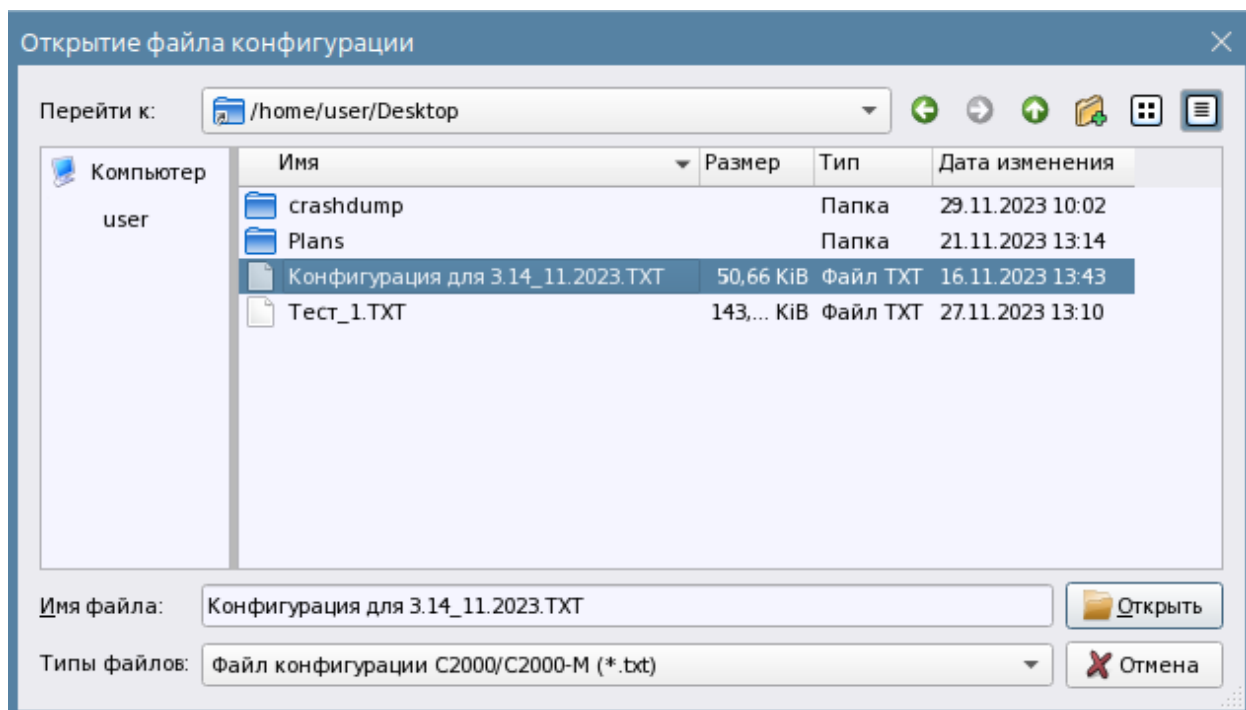 Открытие файла конфигурации
Перейти к: /home/user/Desktop
Компьютер
user
Имя Размер Тип Дата изменения
crashdump Папка 29.11.2023 10:02
Plans Папка 21.11.2023 13:14
Конфигурация для 3.14_11.2023.TXT 50,66 KiB Файл TXT 16.11.2023 13:43
Тест_1.TXT 143,... KiB Файл TXT 27.11.2023 13:10
Имя файла: Конфигурация для 3.14_11.2023.TXT Открыть
Типы файлов: Файл конфигурации С2000/С2000-М (*.txt) Отмена